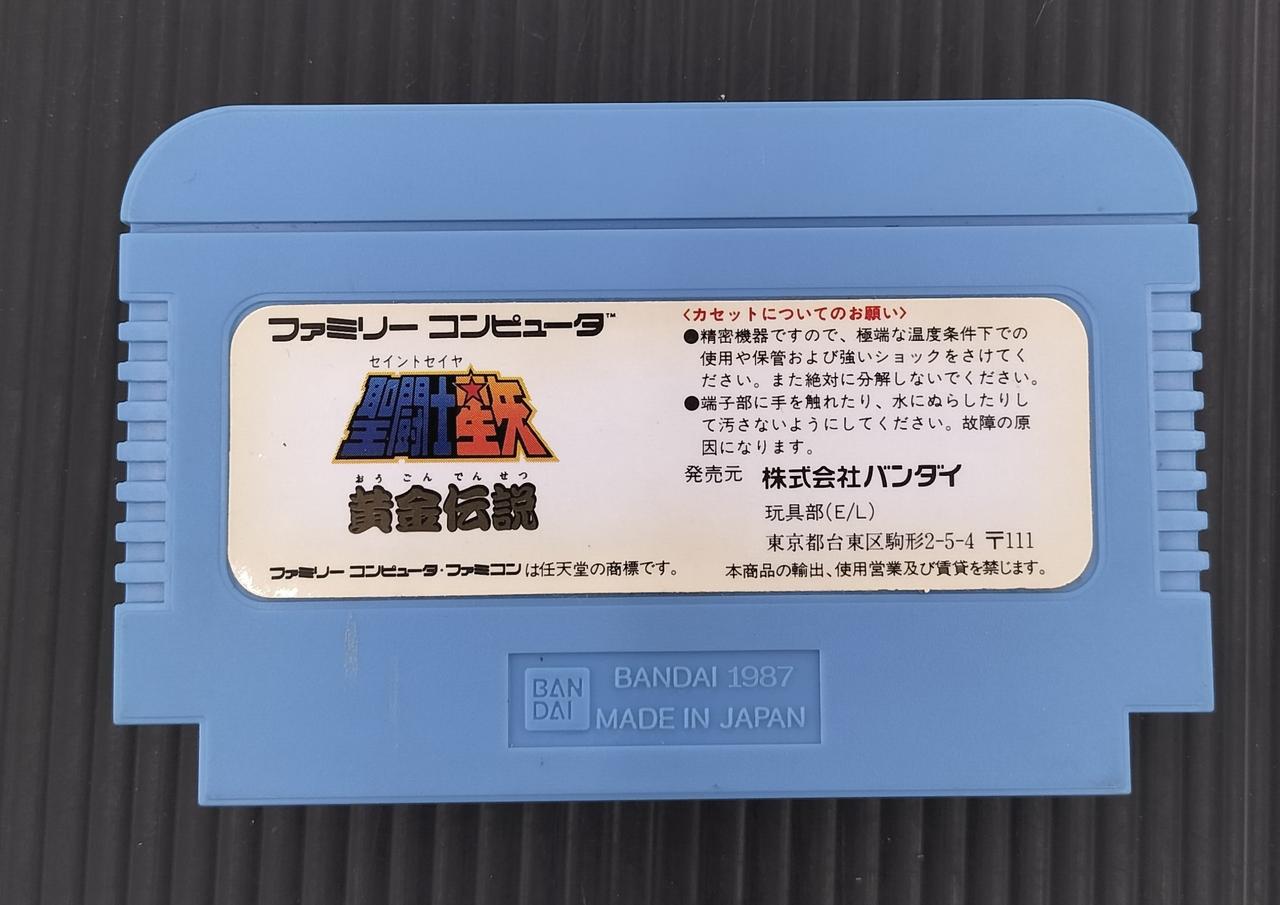 ファミリー コンピュータ™
セイントセイヤ
聖闘士星矢
おうごんでんせつ
黄金伝説
ファミリー コンピュータ・ファミコンは任天堂の商標です。
〈カセットについてのお願い〉
●精密機器ですので、極端な温度条件下での
使用や保管および強いショックをさけてく
ださい。また絶対に分解しないでください。
●端子部に手を触れたり、水にぬらしたりし
て汚さないようにしてください。故障の原
因になります。
発売元 株式会社バンダイ
玩具部(E/L)
東京都台東区駒形2-5-4 〒111
本商品の輸出、使用営業及び賃貸を禁じます。
BAN
DAI
BANDAI 1987
MADE IN JAPAN